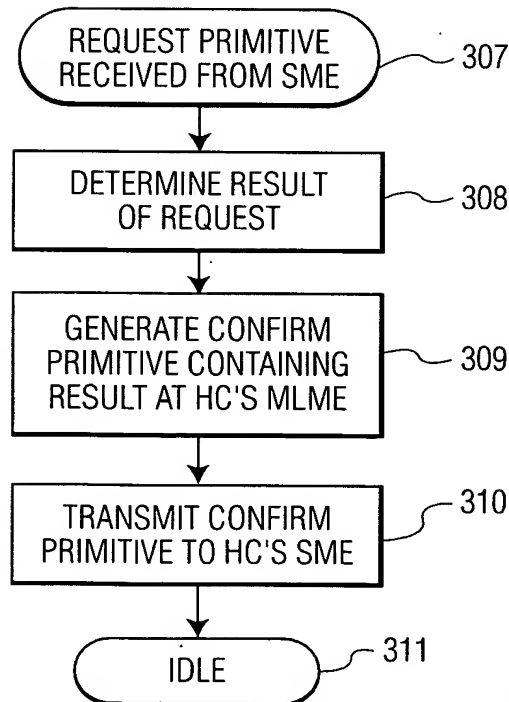 REQUEST PRIMITIVE
RECEIVED FROM SME
307
DETERMINE RESULT
OF REQUEST
308
GENERATE CONFIRM
PRIMITIVE CONTAINING
RESULT AT HC'S MLME
309
TRANSMIT CONFIRM
PRIMITIVE TO HC'S SME
310
IDLE
311